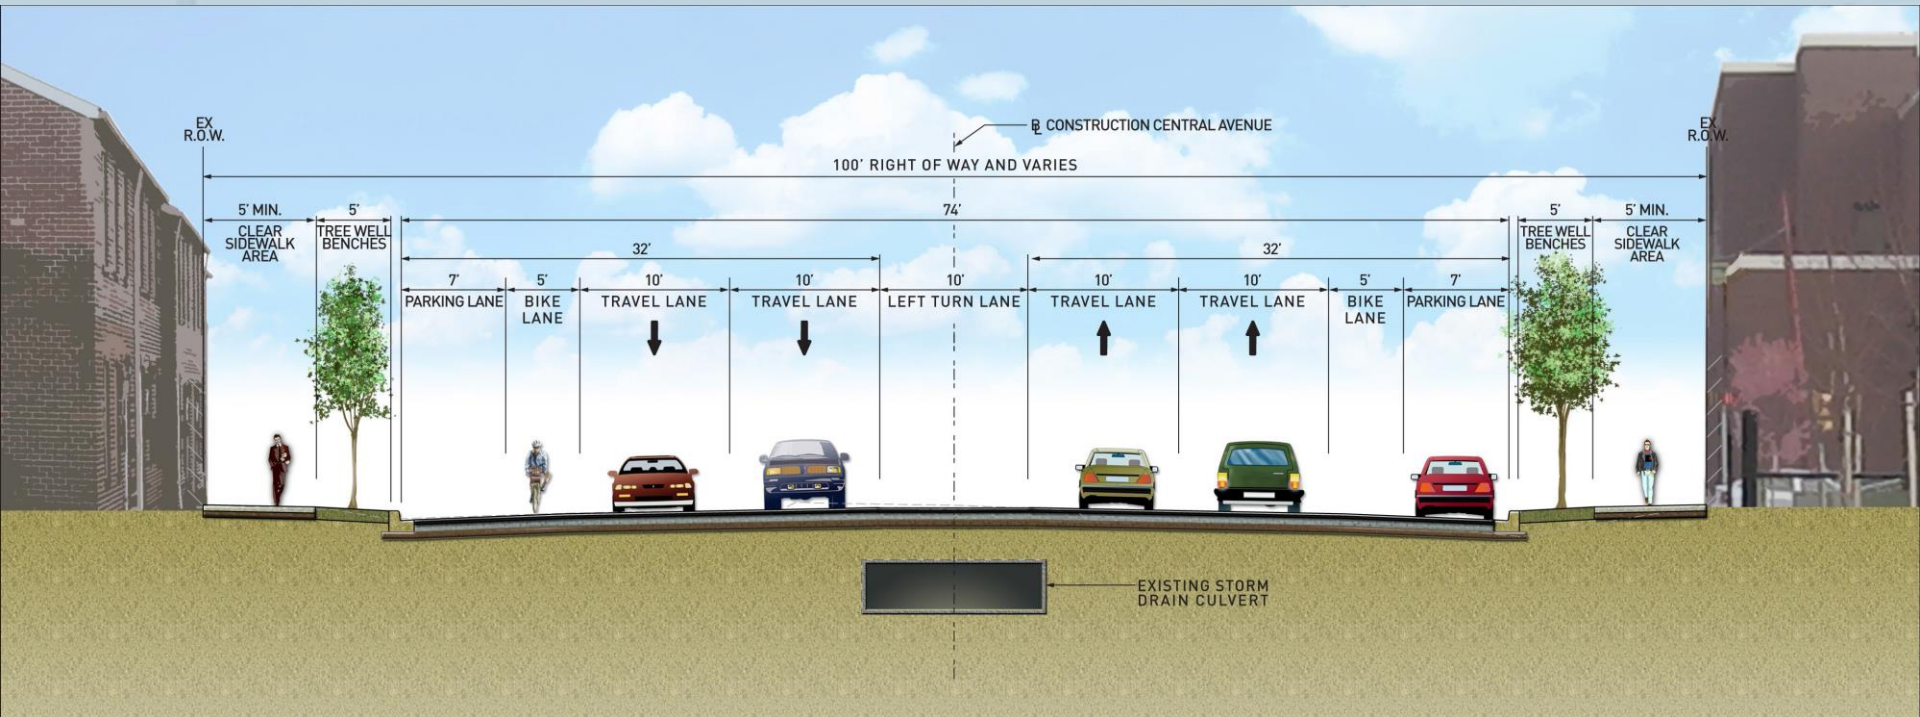 EX
R.O.W.
℄ CONSTRUCTION CENTRAL AVENUE
EX
R.O.W.
100' RIGHT OF WAY AND VARIES
5' MIN.
CLEAR
SIDEWALK
AREA
5'
TREE WELL
BENCHES
74'
5'
TREE WELL
BENCHES
5' MIN.
CLEAR
SIDEWALK
AREA
32'
32'
7'
PARKING LANE
5'
BIKE
LANE
10'
TRAVEL LANE
10'
TRAVEL LANE
10'
LEFT TURN LANE
10'
TRAVEL LANE
10'
TRAVEL LANE
5'
BIKE
LANE
7'
PARKING LANE
EXISTING STORM
DRAIN CULVERT